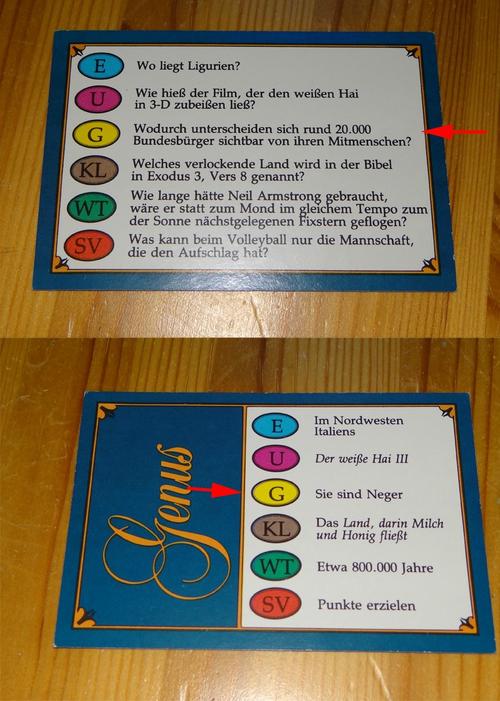 E Wo liegt Ligurien?
U Wie hieß der Film, der den weißen Hai
in 3-D zubeißen ließ?
G Wodurch unterscheiden sich rund 20.000
Bundesbürger sichtbar von ihren Mitmenschen?
KL Welches verlockende Land wird in der Bibel
in Exodus 3, Vers 8 genannt?
WT Wie lange hätte Neil Armstrong gebraucht,
wäre er statt zum Mond im gleichem Tempo zum
der Sonne nächstgelegenen Fixstern geflogen?
SV Was kann beim Volleyball nur die Mannschaft,
die den Aufschlag hat?
Genus
E Im Nordwesten
Italiens
U Der weiße Hai III
G Sie sind Neger
KL Das Land, darin Milch
und Honig fließt
WT Etwa 800.000 Jahre
SV Punkte erzielen